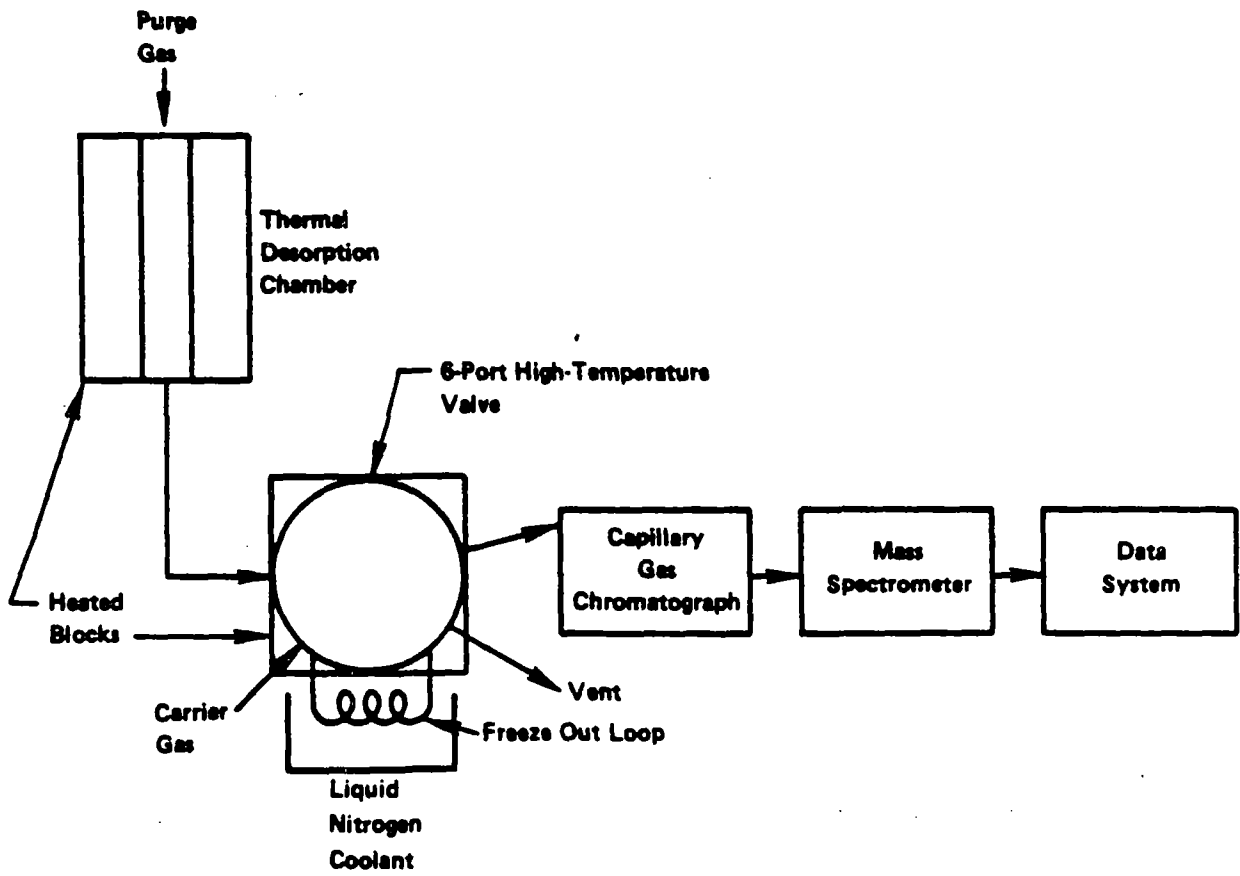 Purge
Gas
Thermal
Desorption
Chamber
6-Port High-Temperature
Valve
Capillary
Gas
Chromatograph
Mass
Spectrometer
Data
System
Heated
Blocks
Vent
Carrier
Gas
Freeze Out Loop
Liquid
Nitrogen
Coolant